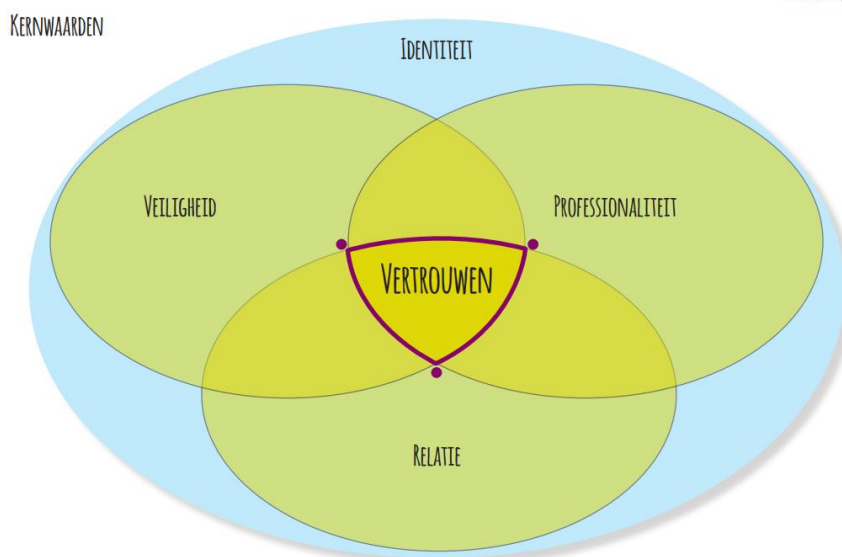 Kernwaarden
Identiteit
Veiligheid
Professionaliteit
Vertrouwen
Relatie